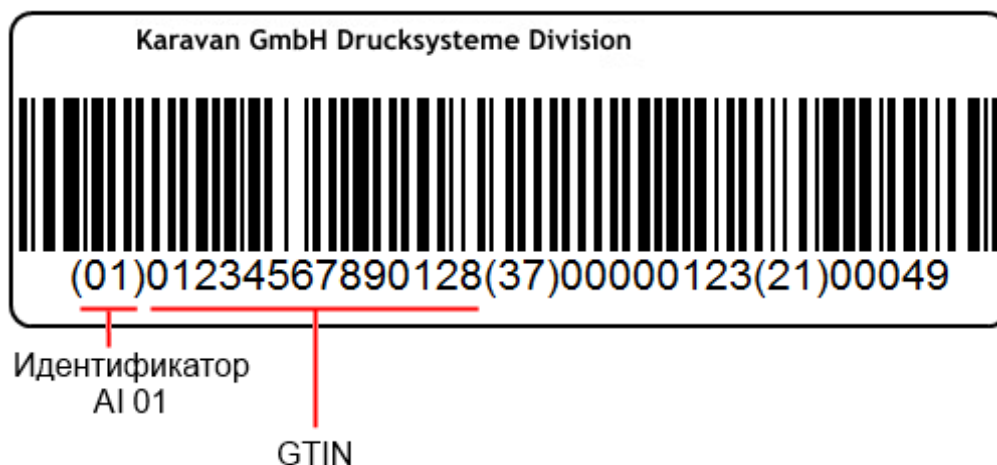 Karavan GmbH Drucksysteme Division
(01)01234567890128(37)00000123(21)00049
Идентификатор
AI 01
GTIN